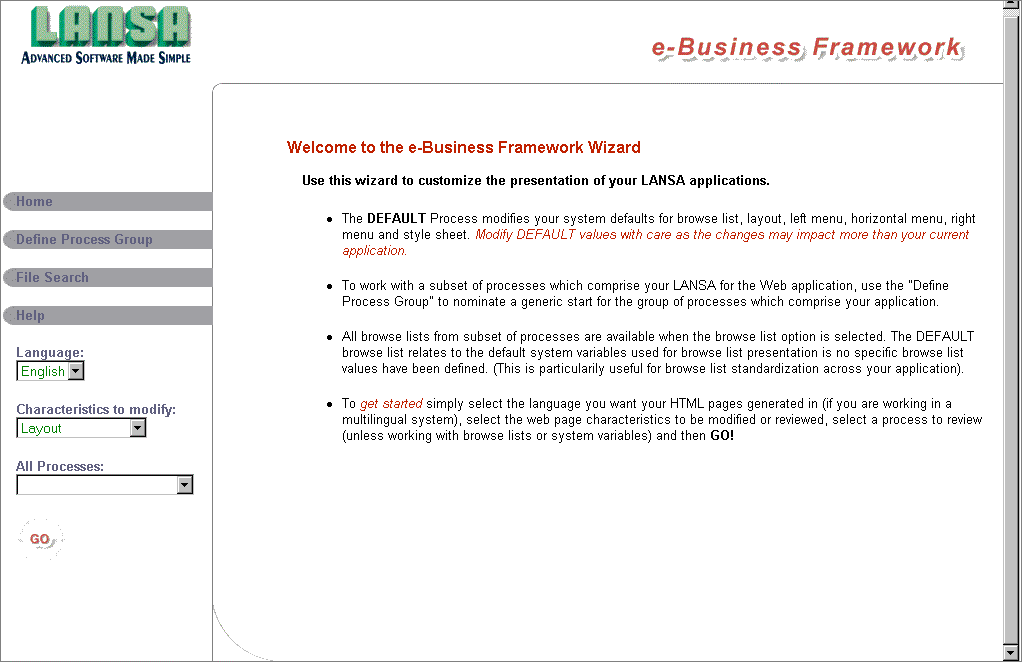 LANSA
ADVANCED SOFTWARE MADE SIMPLE
e-Business Framework
Home
Define Process Group
File Search
Help
Language:
English
Characteristics to modify:
Layout
All Processes:
GO
Welcome to the e-Business Framework Wizard
Use this wizard to customize the presentation of your LANSA applications.
• The DEFAULT Process modifies your system defaults for browse list, layout, left menu, horizontal menu, right
menu and style sheet. Modify DEFAULT values with care as the changes may impact more than your current
application.
• To work with a subset of processes which comprise your LANSA for the Web application, use the "Define
Process Group" to nominate a generic start for the group of processes which comprise your application.
• All browse lists from subset of processes are available when the browse list option is selected. The DEFAULT
browse list relates to the default system variables used for browse list presentation is no specific browse list
values have been defined. (This is particularily useful for browse list standardization across your application).
• To get started simply select the language you want your HTML pages generated in (if you are working in a
multilingual system), select the web page characteristics to be modified or reviewed, select a process to review
(unless working with browse lists or system variables) and then GO!